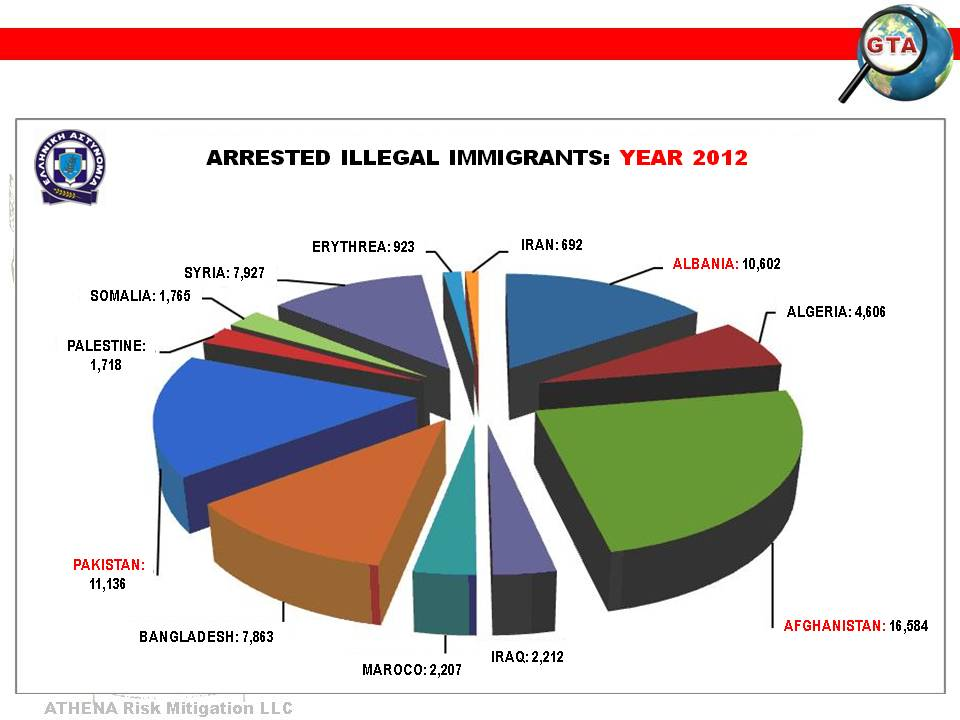 GTA
ΕΛΛΗΝΙΚΗ ΑΣΤΥΝΟΜΙΑ
ARRESTED ILLEGAL IMMIGRANTS: YEAR 2012
ERYTHREA: 923
IRAN: 692
SYRIA: 7,927
ALBANIA: 10,602
SOMALIA: 1,765
ALGERIA: 4,606
PALESTINE:
1,718
PAKISTAN:
11,136
BANGLADESH: 7,863
AFGHANISTAN: 16,584
IRAQ: 2,212
MAROCO: 2,207
ATHENA Risk Mitigation LLC